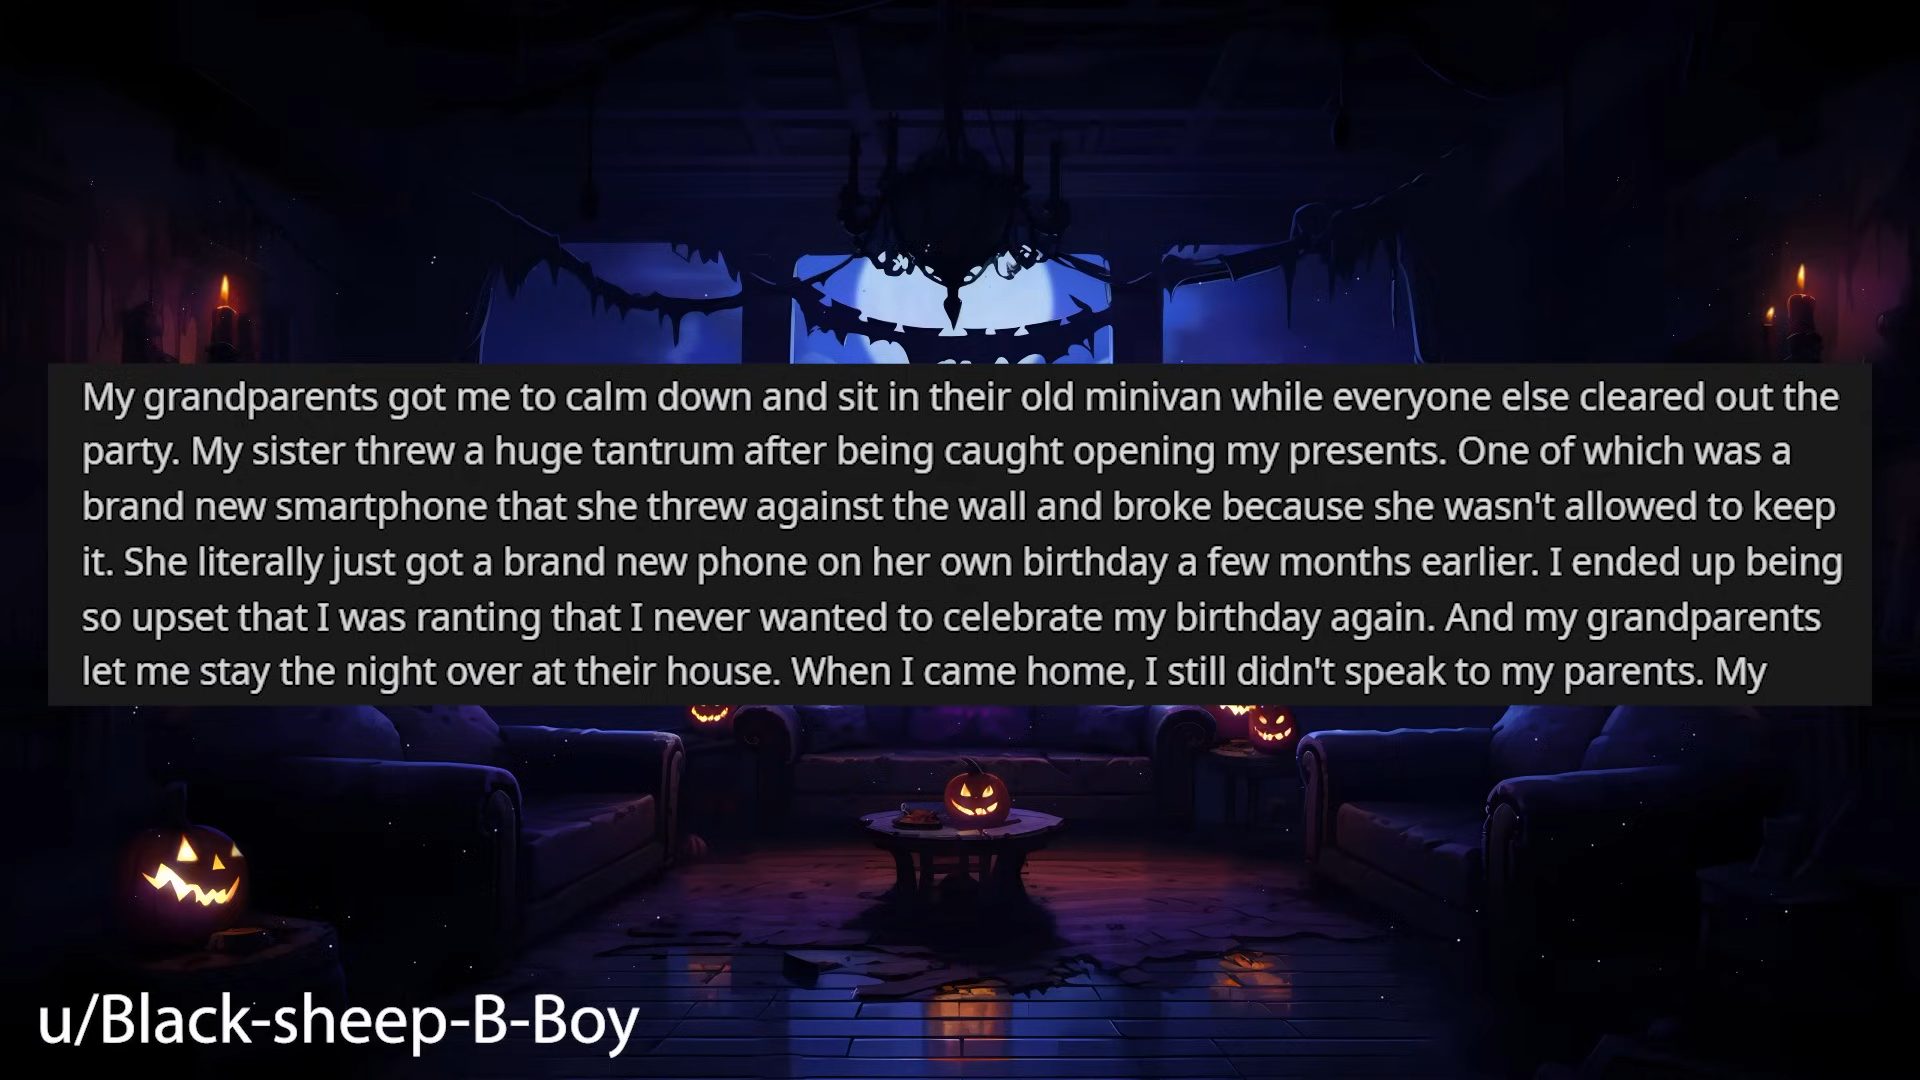 My grandparents got me to calm down and sit in their old minivan while everyone else cleared out the
party. My sister threw a huge tantrum after being caught opening my presents. One of which was a
brand new smartphone that she threw against the wall and broke because she wasn't allowed to keep
it. She literally just got a brand new phone on her own birthday a few months earlier. I ended up being
so upset that I was ranting that I never wanted to celebrate my birthday again. And my grandparents
let me stay the night over at their house. When I came home, I still didn't speak to my parents. My
u/Black-sheep-B-Boy